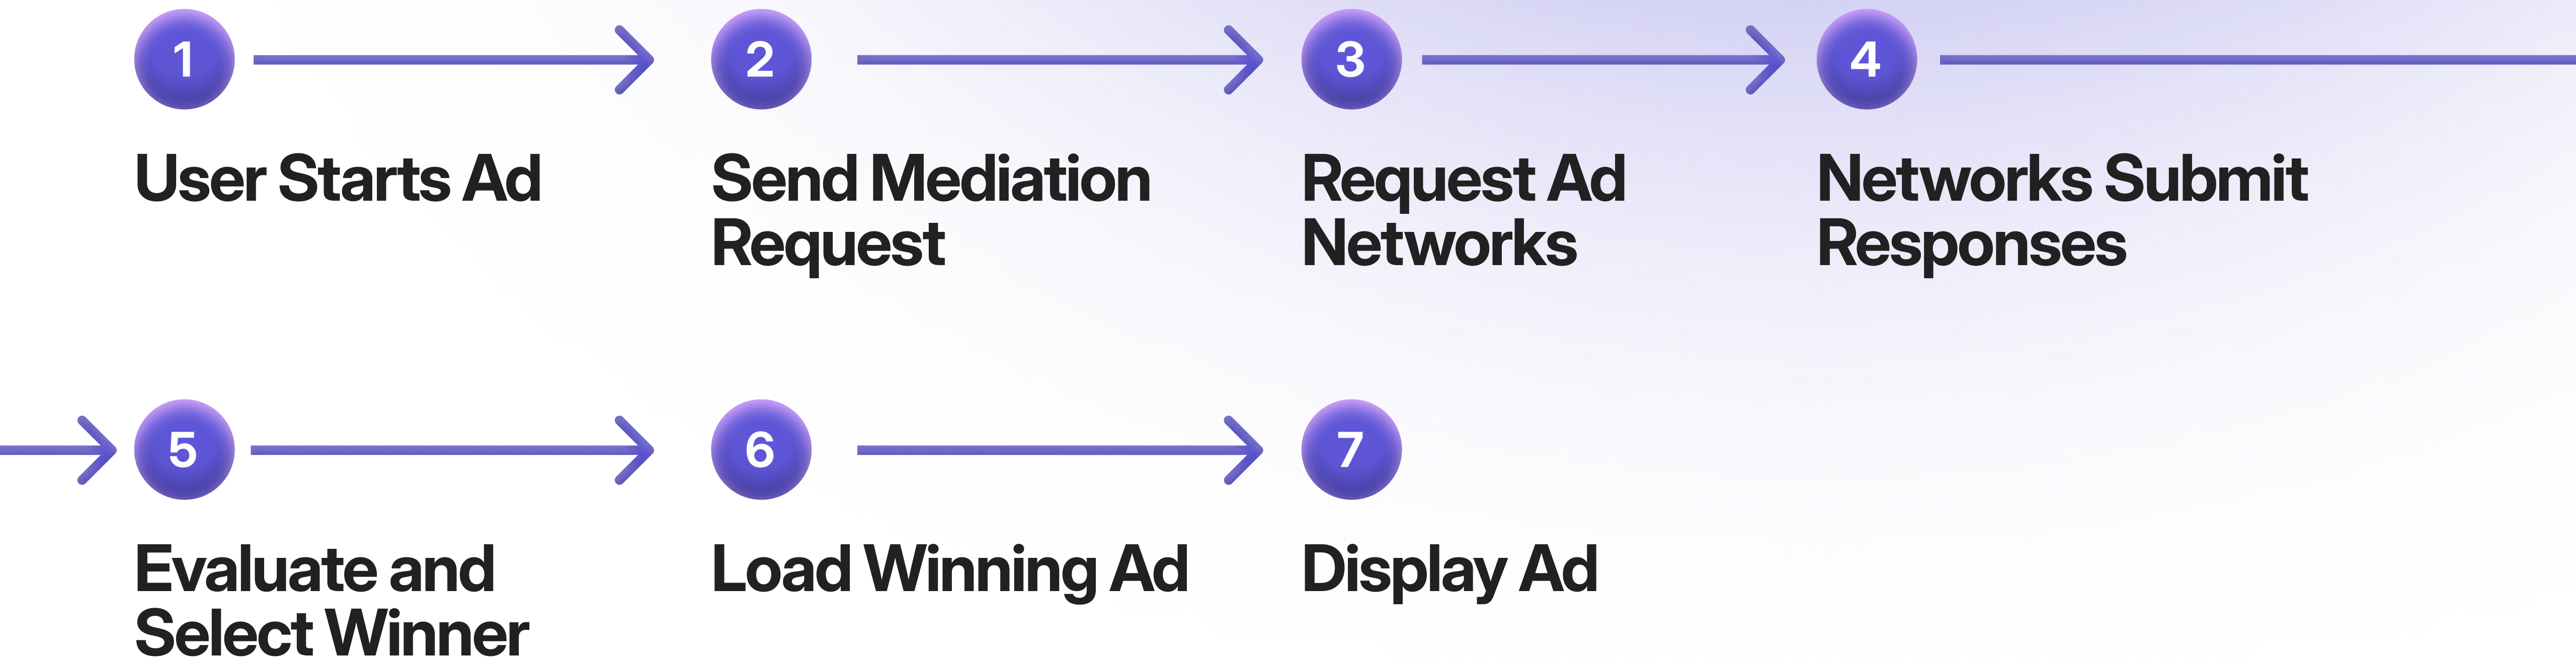 1
2
3
4
User Starts Ad
Send Mediation
Request
Request Ad
Networks
Networks Submit
Responses
5
6
7
Evaluate and
Select Winner
Load Winning Ad
Display Ad